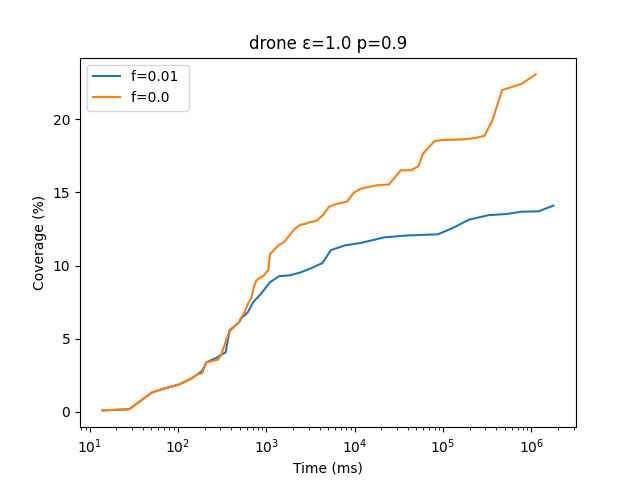 drone ε=1.0 p=0.9
f=0.01
f=0.0
Coverage (%)
20
15
10
5
0
10¹ 10² 10³ 10⁴ 10⁵ 10⁶
Time (ms)